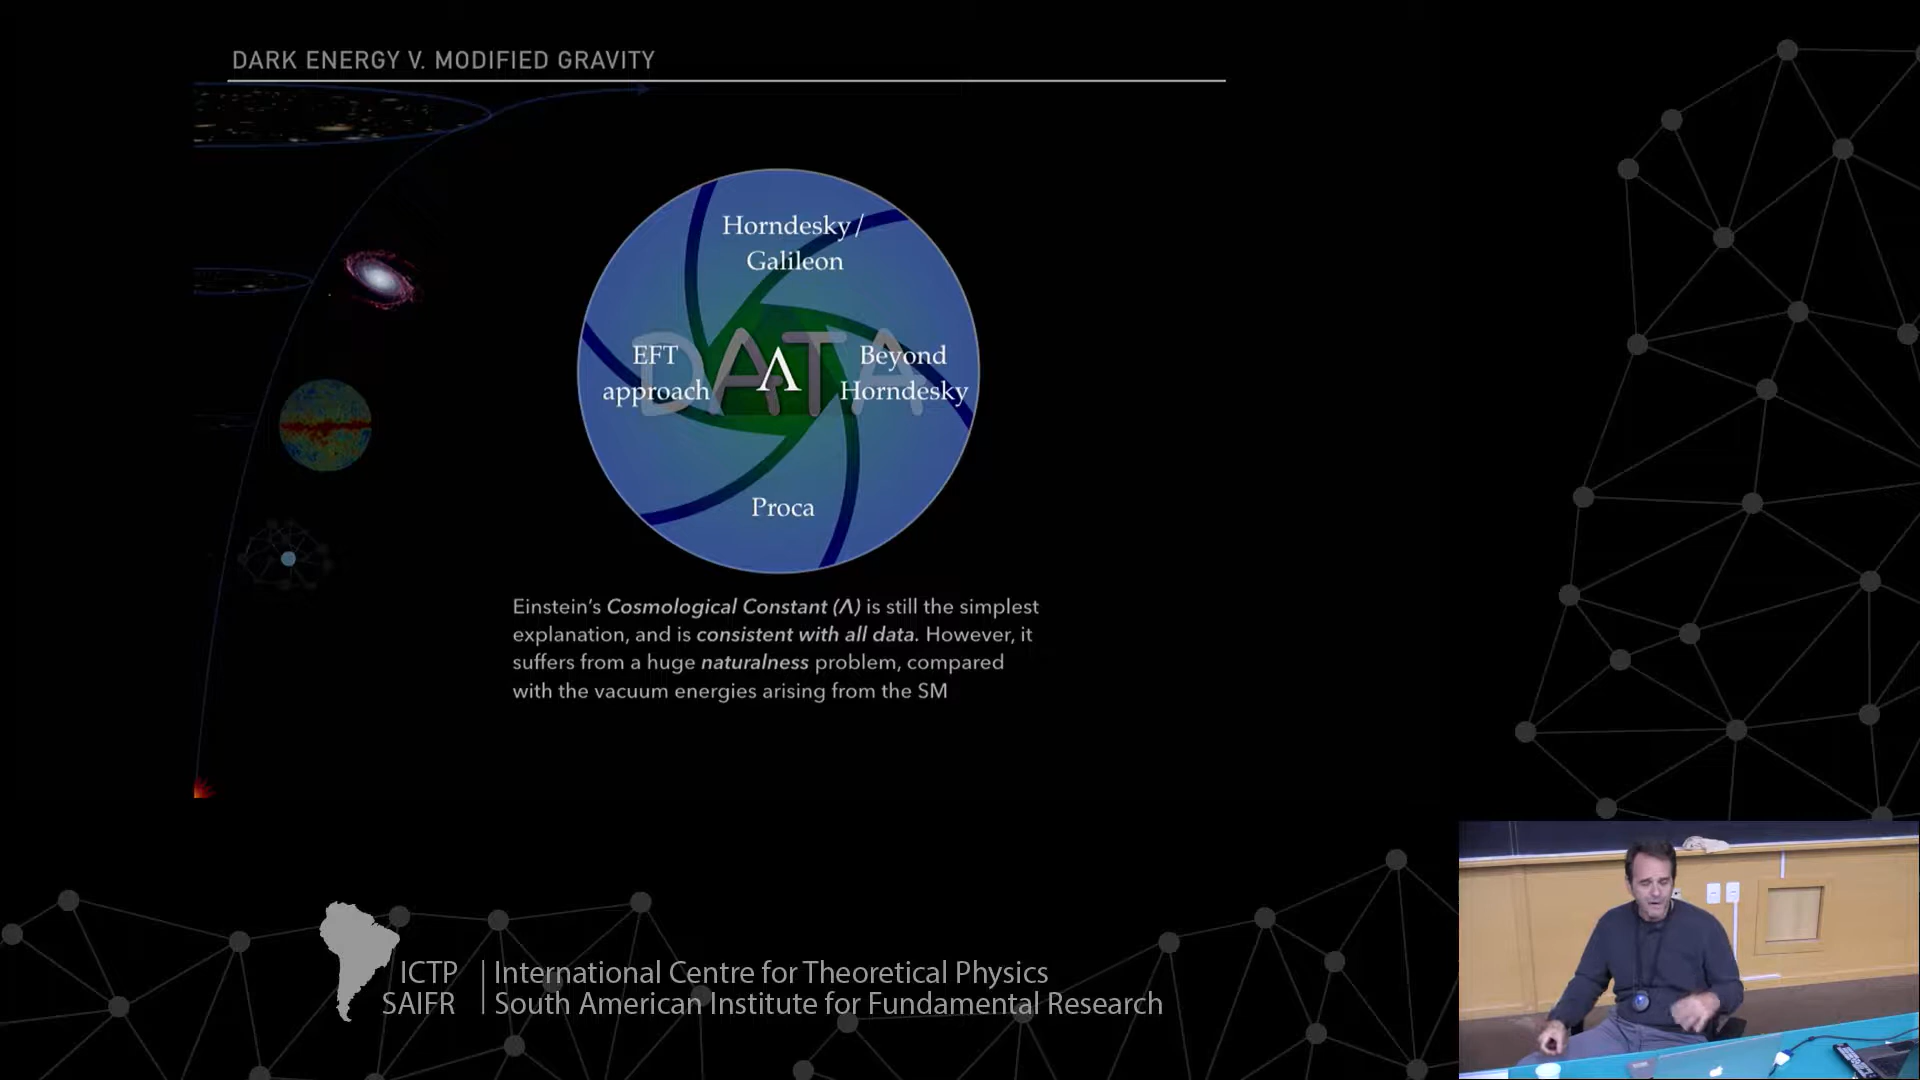 DARK ENERGY V. MODIFIED GRAVITY
Horndesky/
Galileon
DATA
Λ
EFT
approach
Beyond
Horndesky
Proca
Einstein's Cosmological Constant (Λ) is still the simplest
explanation, and is consistent with all data. However, it
suffers from a huge naturalness problem, compared
with the vacuum energies arising from the SM
ICTP
SAIFR
International Centre for Theoretical Physics
South American Institute for Fundamental Research